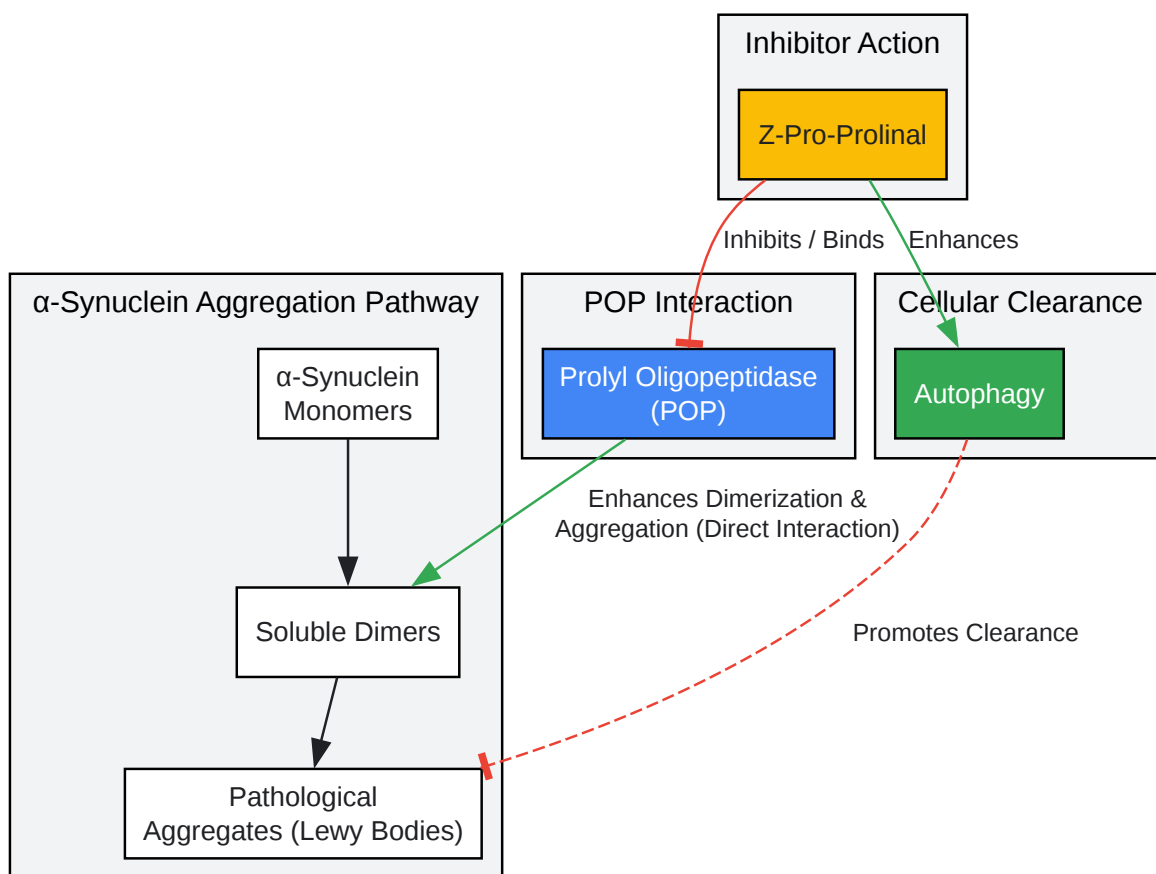 Inhibitor Action
Z-Pro-Prolinal
Inhibits / Binds
Enhances
α-Synuclein Aggregation Pathway
POP Interaction
Cellular Clearance
α-Synuclein
Monomers
Prolyl Oligopeptidase
(POP)
Autophagy
Enhances Dimerization &
Aggregation (Direct Interaction)
Soluble Dimers
Promotes Clearance
Pathological
Aggregates (Lewy Bodies)